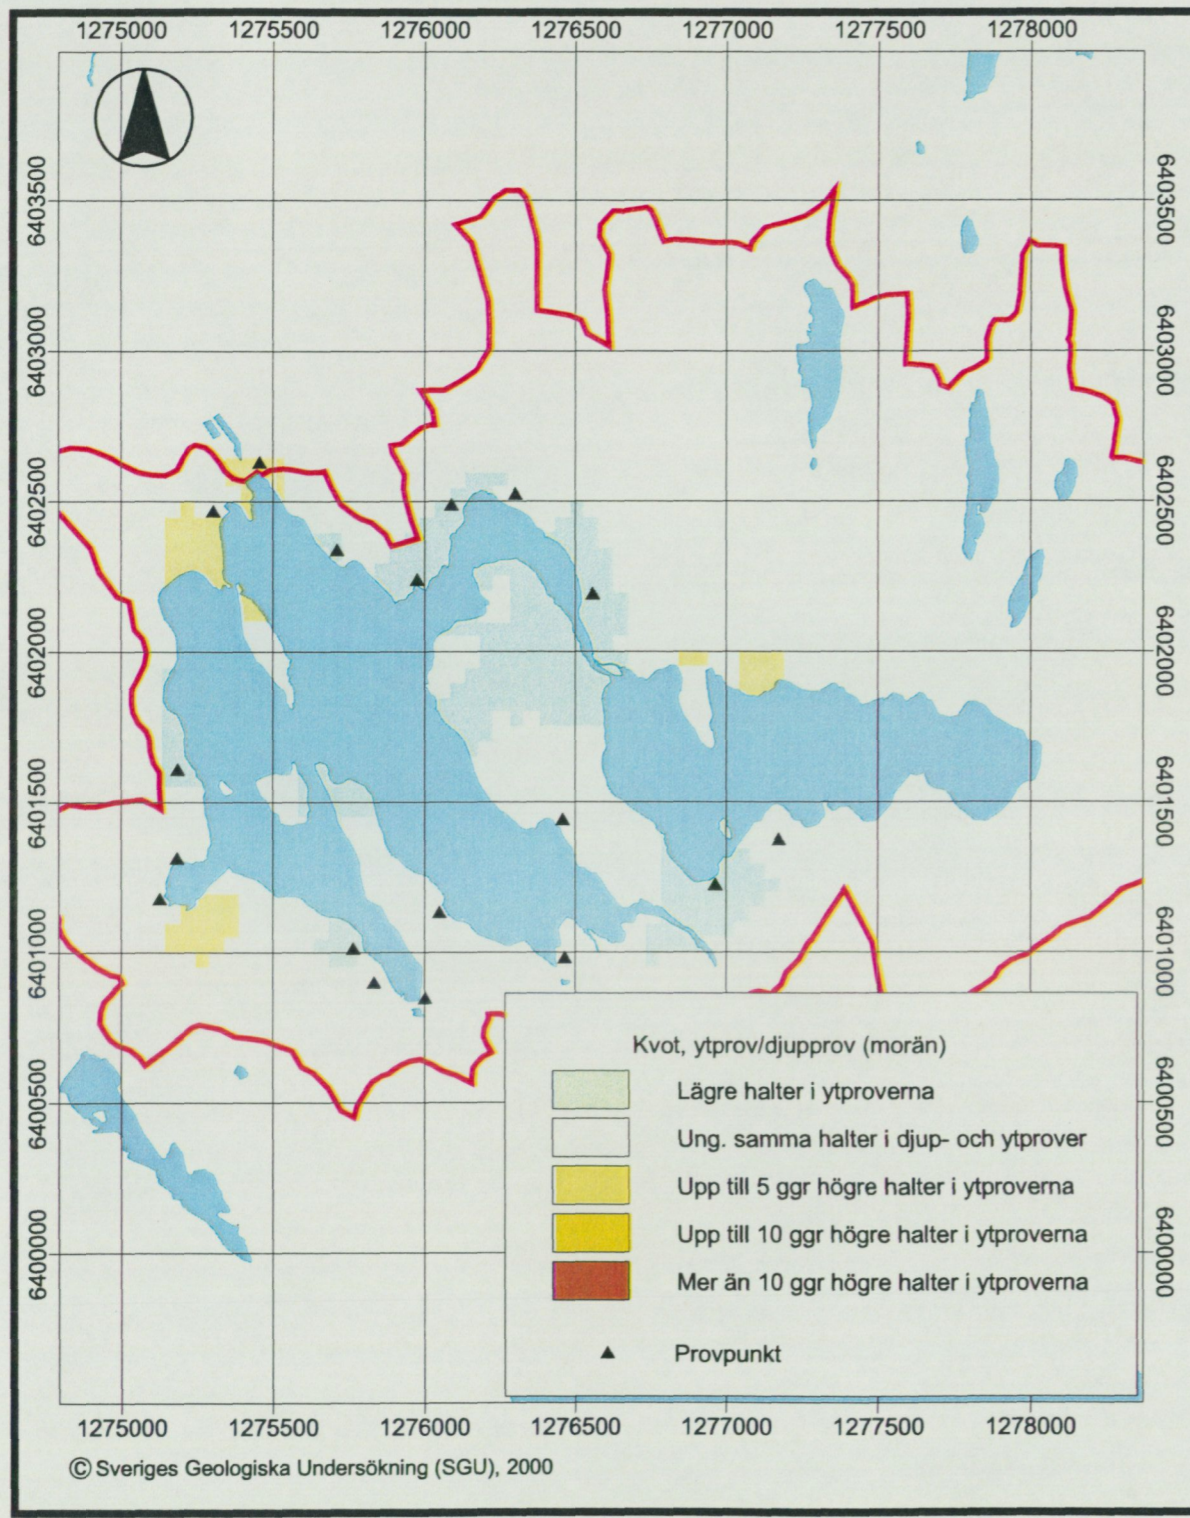 1275000 1275500 1276000 1276500 1277000 1277500 1278000
6403500 6403500
6403000 6403000
6402500 6402500
6402000 6402000
6401500 6401500
6401000 6401000
6400500 6400500
6400000 6400000
Kvot, ytprov/djupprov (morän)
Lägre halter i ytproverna
Ung. samma halter i djup- och ytprover
Upp till 5 ggr högre halter i ytproverna
Upp till 10 ggr högre halter i ytproverna
Mer än 10 ggr högre halter i ytproverna
Provpunkt
1275000 1275500 1276000 1276500 1277000 1277500 1278000
© Sveriges Geologiska Undersökning (SGU), 2000